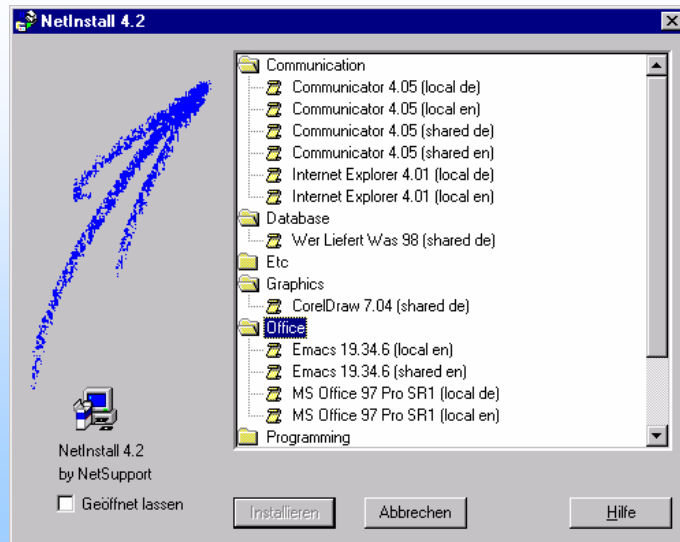 NetInstall 4.2
Communication
Communicator 4.05 (local de)
Communicator 4.05 (local en)
Communicator 4.05 (shared de)
Communicator 4.05 (shared en)
Internet Explorer 4.01 (local de)
Internet Explorer 4.01 (local en)
Database
Wer Liefert Was 98 (shared de)
Etc
Graphics
CorelDraw 7.04 (shared de)
Office
Emacs 19.34.6 (local en)
Emacs 19.34.6 (shared en)
MS Office 97 Pro SR1 (local de)
MS Office 97 Pro SR1 (local en)
Programming
NetInstall 4.2
by NetSupport
Geöffnet lassen
Installieren
Abbrechen
Hilfe